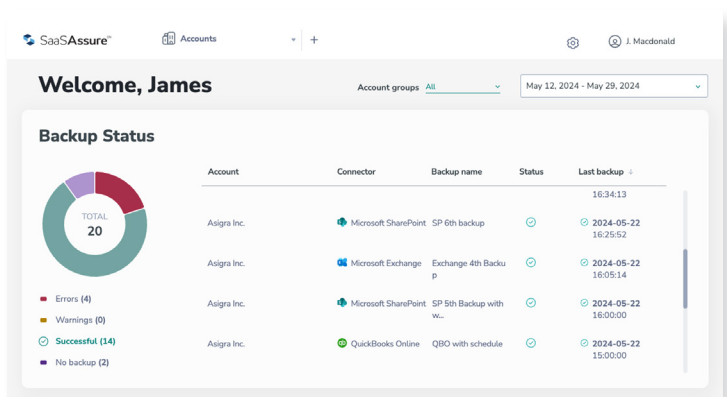 SaaSAssure™ Accounts + J. Macdonald
Welcome, James
Account groups All May 12, 2024 - May 29, 2024
Backup Status
Account Connector Backup name Status Last backup ↓
16:34:13
Asigra Inc. Microsoft SharePoint SP 6th backup 2024-05-22
16:25:52
Asigra Inc. Microsoft Exchange Exchange 4th Backu 2024-05-22
p 16:05:14
Asigra Inc. Microsoft SharePoint SP 5th Backup with 2024-05-22
w... 16:00:00
Asigra Inc. QuickBooks Online QBO with schedule 2024-05-22
15:00:00
TOTAL
20
Errors (4)
Warnings (0)
Successful (14)
No backup (2)